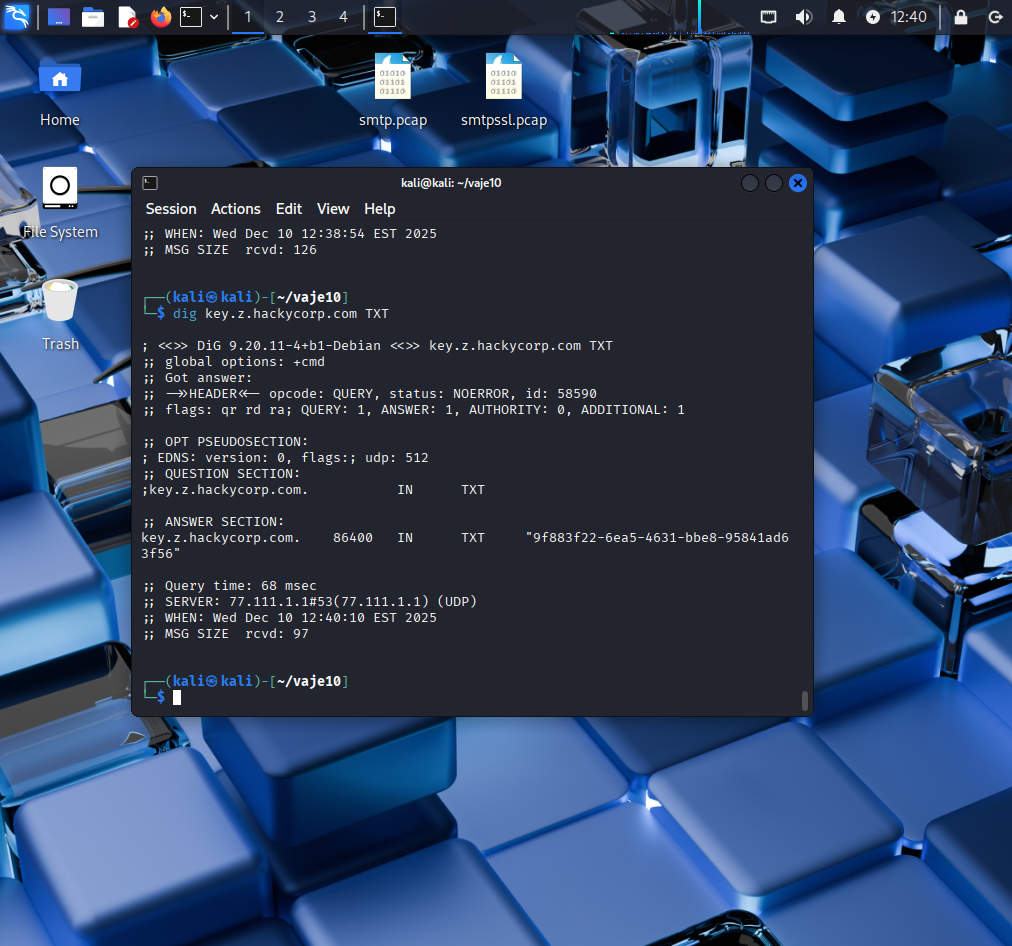 1 2 3 4 12:40
Home
smtp.pcap smtpssl.pcap
File System
Trash
kali@kali: ~/vaje10
Session Actions Edit View Help
;; WHEN: Wed Dec 10 12:38:54 EST 2025
;; MSG SIZE  rcvd: 126
┌──(kali㉿kali)-[~/vaje10]
└─$ dig key.z.hackycorp.com TXT
; <<>> DiG 9.20.11-4+b1-Debian <<>> key.z.hackycorp.com TXT
;; global options: +cmd
;; Got answer:
;; ->>HEADER<<- opcode: QUERY, status: NOERROR, id: 58590
;; flags: qr rd ra; QUERY: 1, ANSWER: 1, AUTHORITY: 0, ADDITIONAL: 1
;; OPT PSEUDOSECTION:
; EDNS: version: 0, flags:; udp: 512
;; QUESTION SECTION:
;key.z.hackycorp.com. IN TXT
;; ANSWER SECTION:
key.z.hackycorp.com. 86400 IN TXT "9f883f22-6ea5-4631-bbe8-95841ad6
3f56"
;; Query time: 68 msec
;; SERVER: 77.111.1.1#53(77.111.1.1) (UDP)
;; WHEN: Wed Dec 10 12:40:10 EST 2025
;; MSG SIZE  rcvd: 97
┌──(kali㉿kali)-[~/vaje10]
└─$